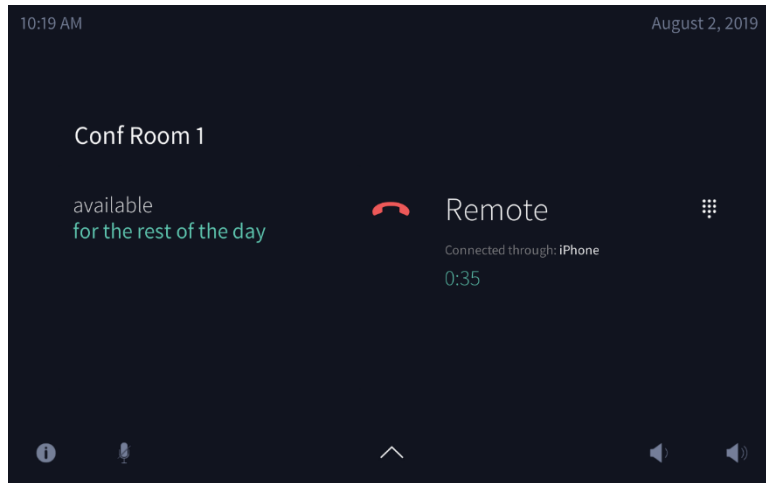 10:19 AM
August 2, 2019
Conf Room 1
available
for the rest of the day
Remote
Connected through: iPhone
0:35